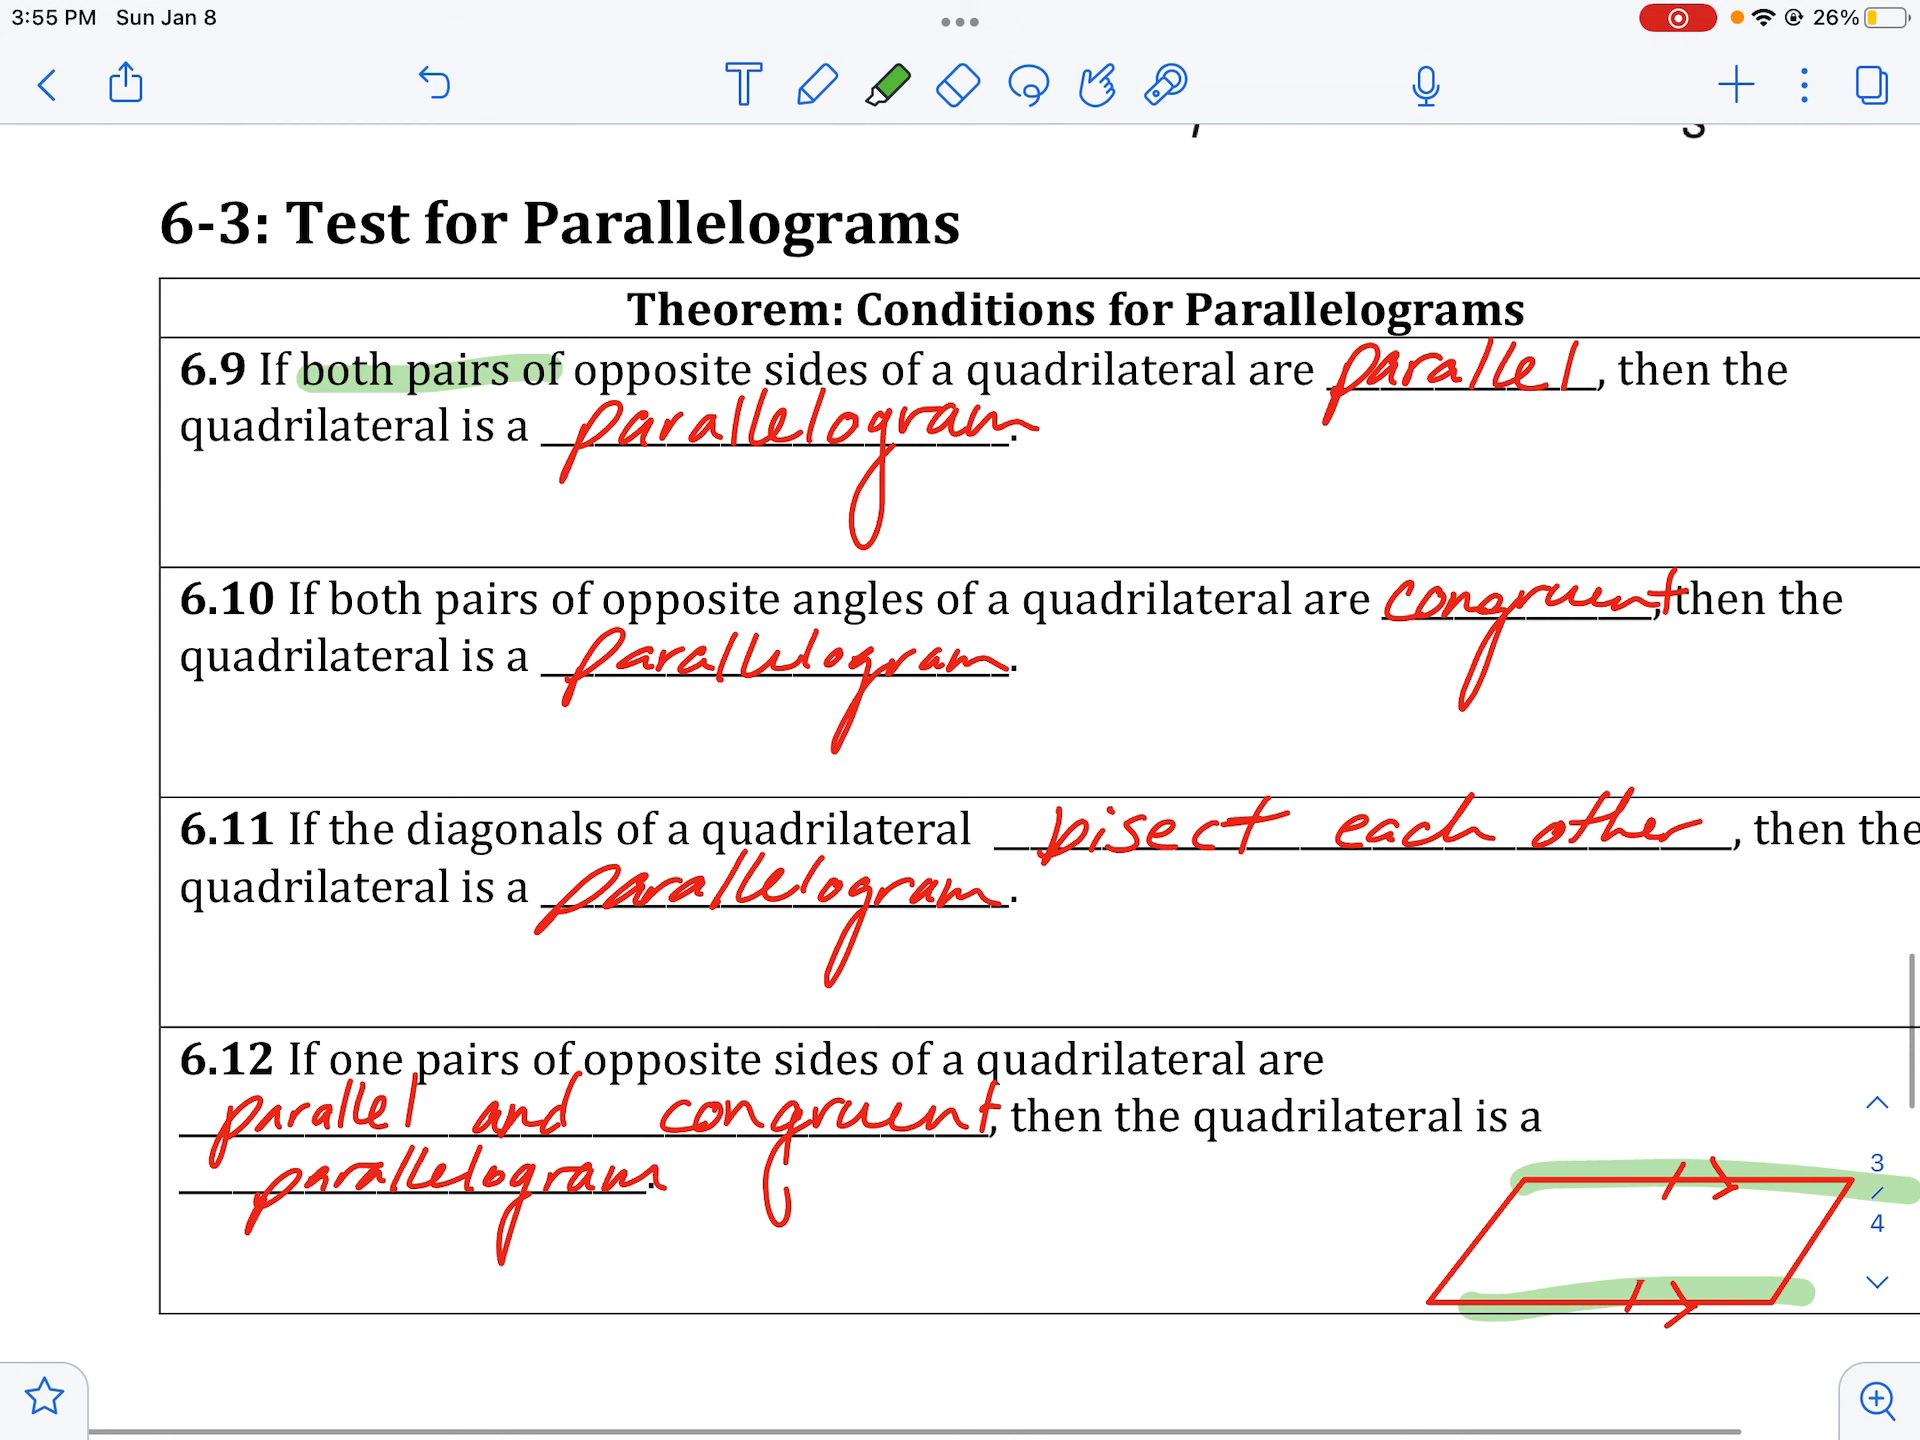 3:55 PM Sun Jan 8
26%
6-3: Test for Parallelograms
Theorem: Conditions for Parallelograms
6.9 If both pairs of opposite sides of a quadrilateral are parallel, then the
quadrilateral is a parallelogram.
6.10 If both pairs of opposite angles of a quadrilateral are congruent, then the
quadrilateral is a parallelogram.
6.11 If the diagonals of a quadrilateral bisect each other, then the
quadrilateral is a parallelogram.
6.12 If one pairs of opposite sides of a quadrilateral are
parallel and congruent, then the quadrilateral is a
parallelogram.
3
/
4